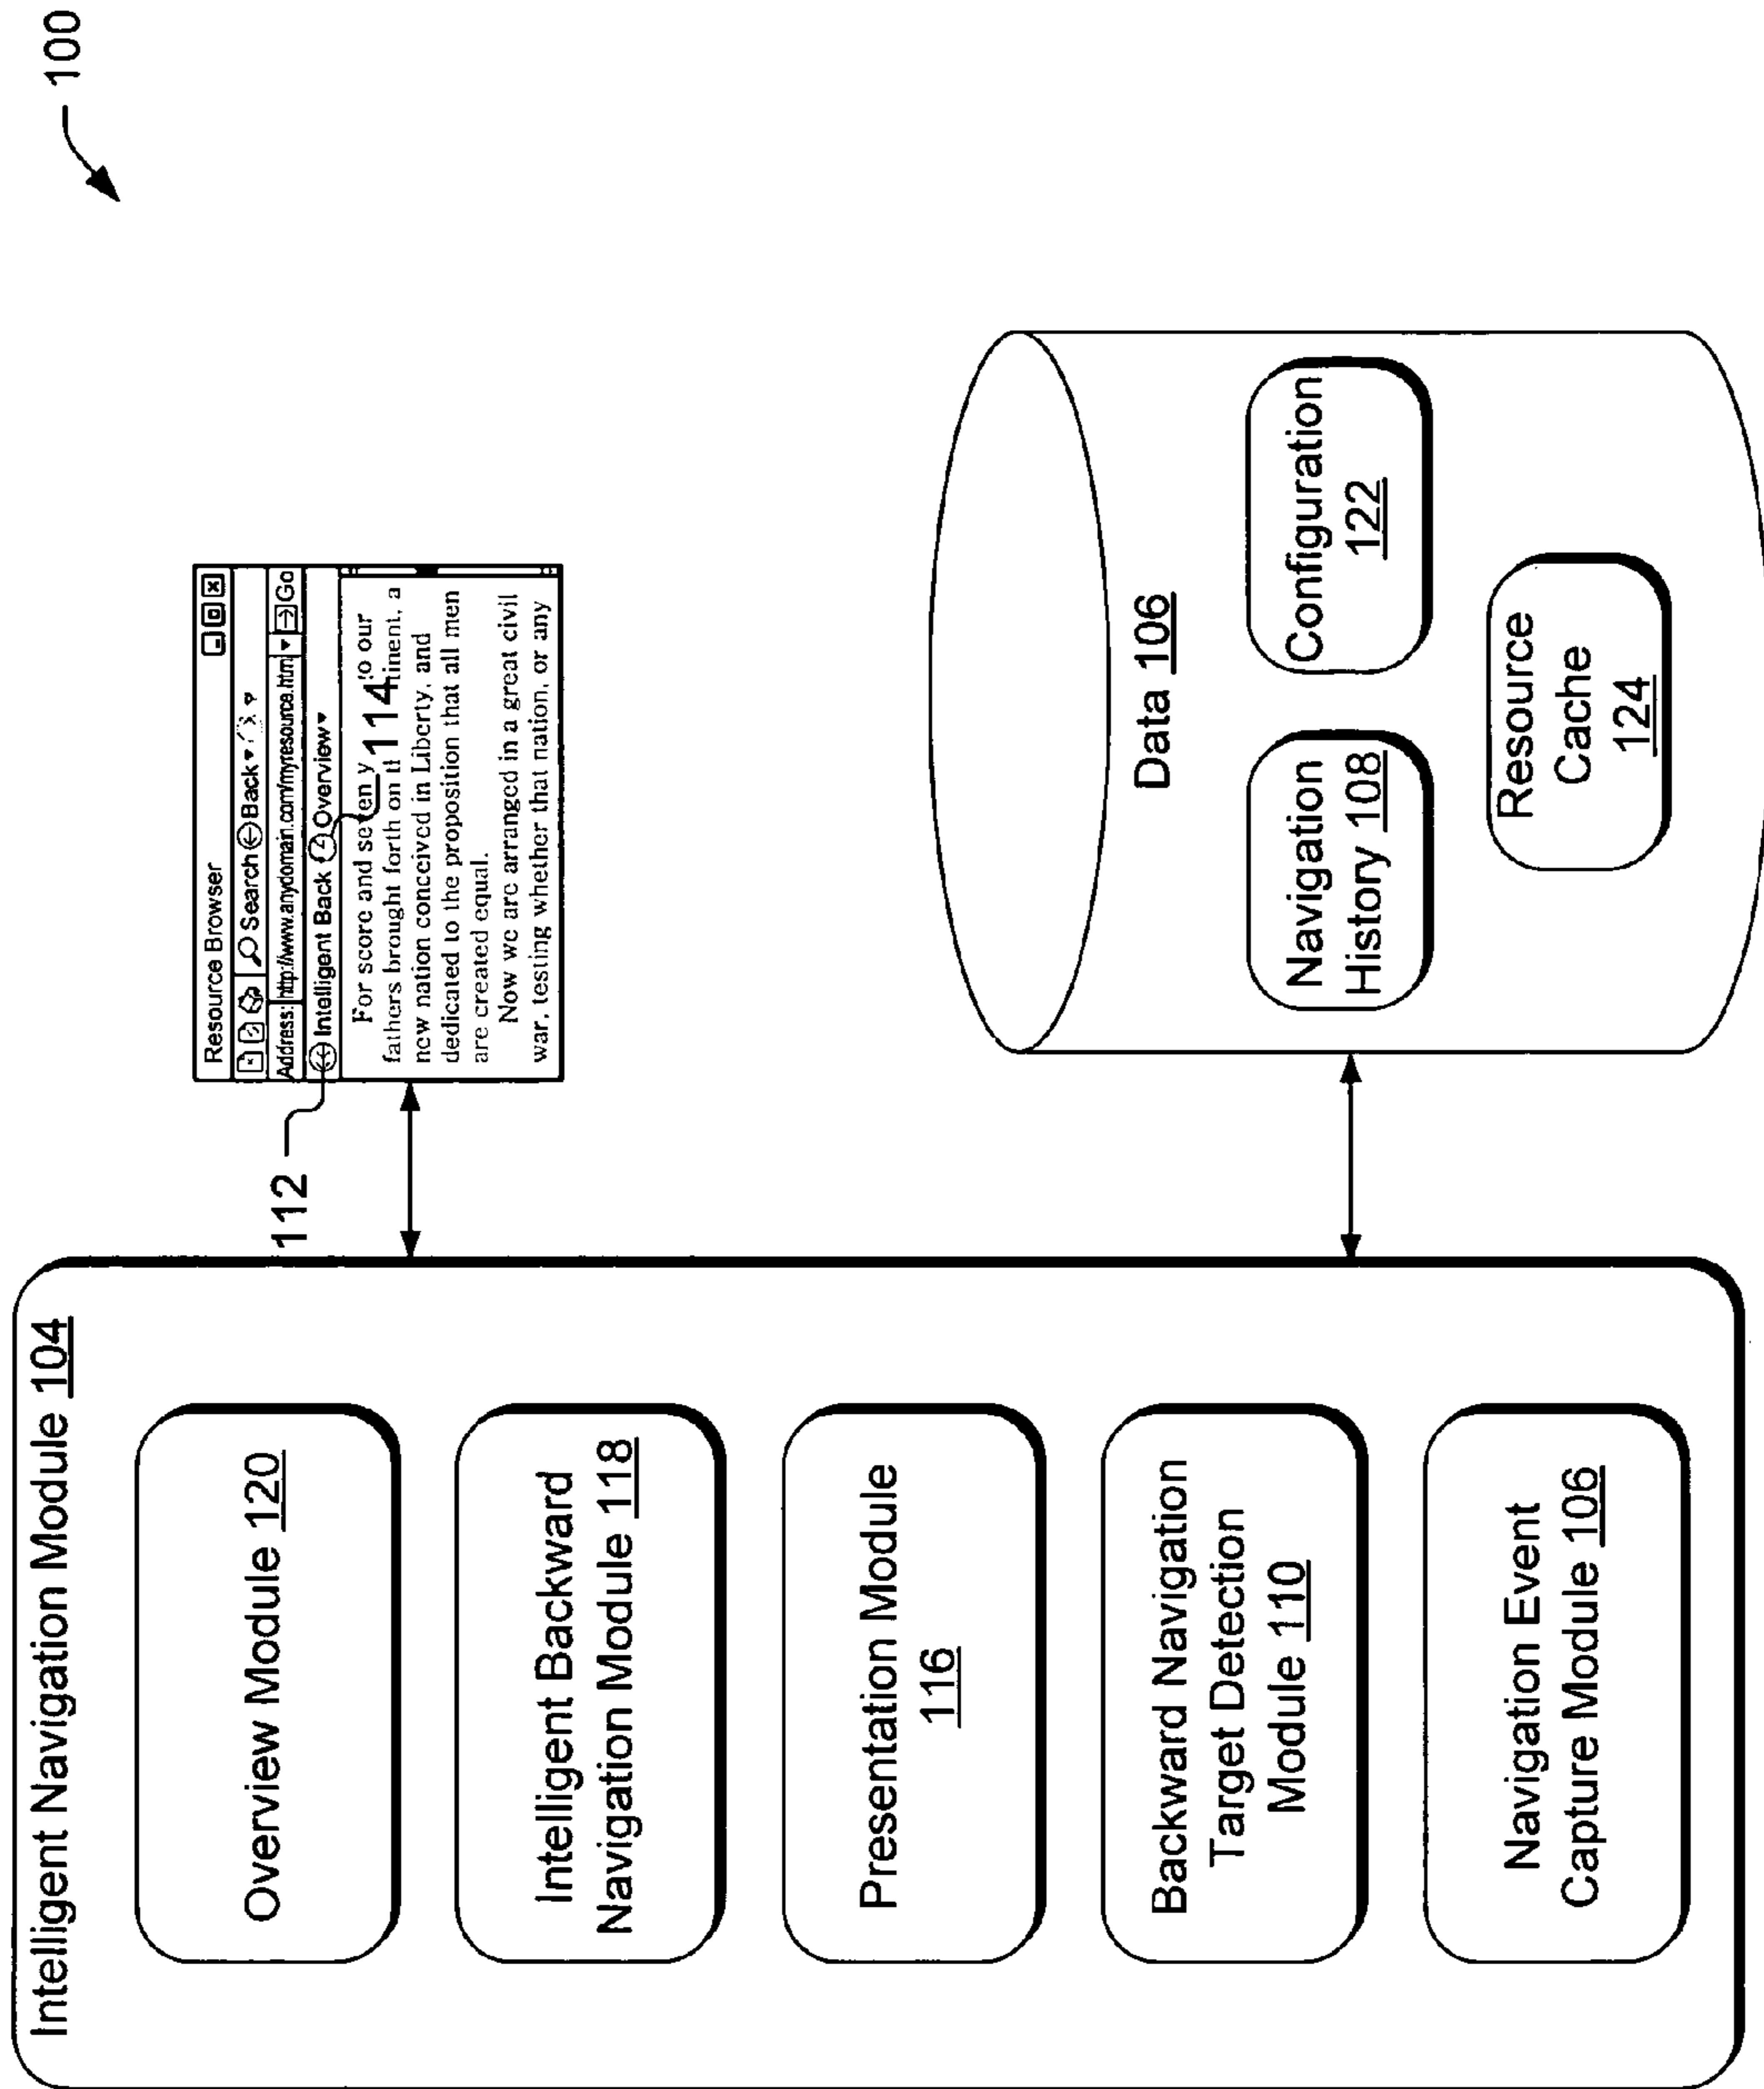 100
Intelligent Navigation Module 104
Overview Module 120
Intelligent Backward
Navigation Module 118
Presentation Module
116
Backward Navigation
Target Detection
Module 110
Navigation Event
Capture Module 106
112
Resource Browser
Search Back
Address: http://www.anydomain.com/myresource.htm Go
Intelligent Back Overview
For score and seven y 114 to our
fathers brought forth on tinent, a
new nation conceived in Liberty, and
dedicated to the proposition that all men
are created equal.
Now we are arranged in a great civil
war, testing whether that nation, or any
Data 106
Navigation
History 108
Configuration
122
Resource
Cache
124